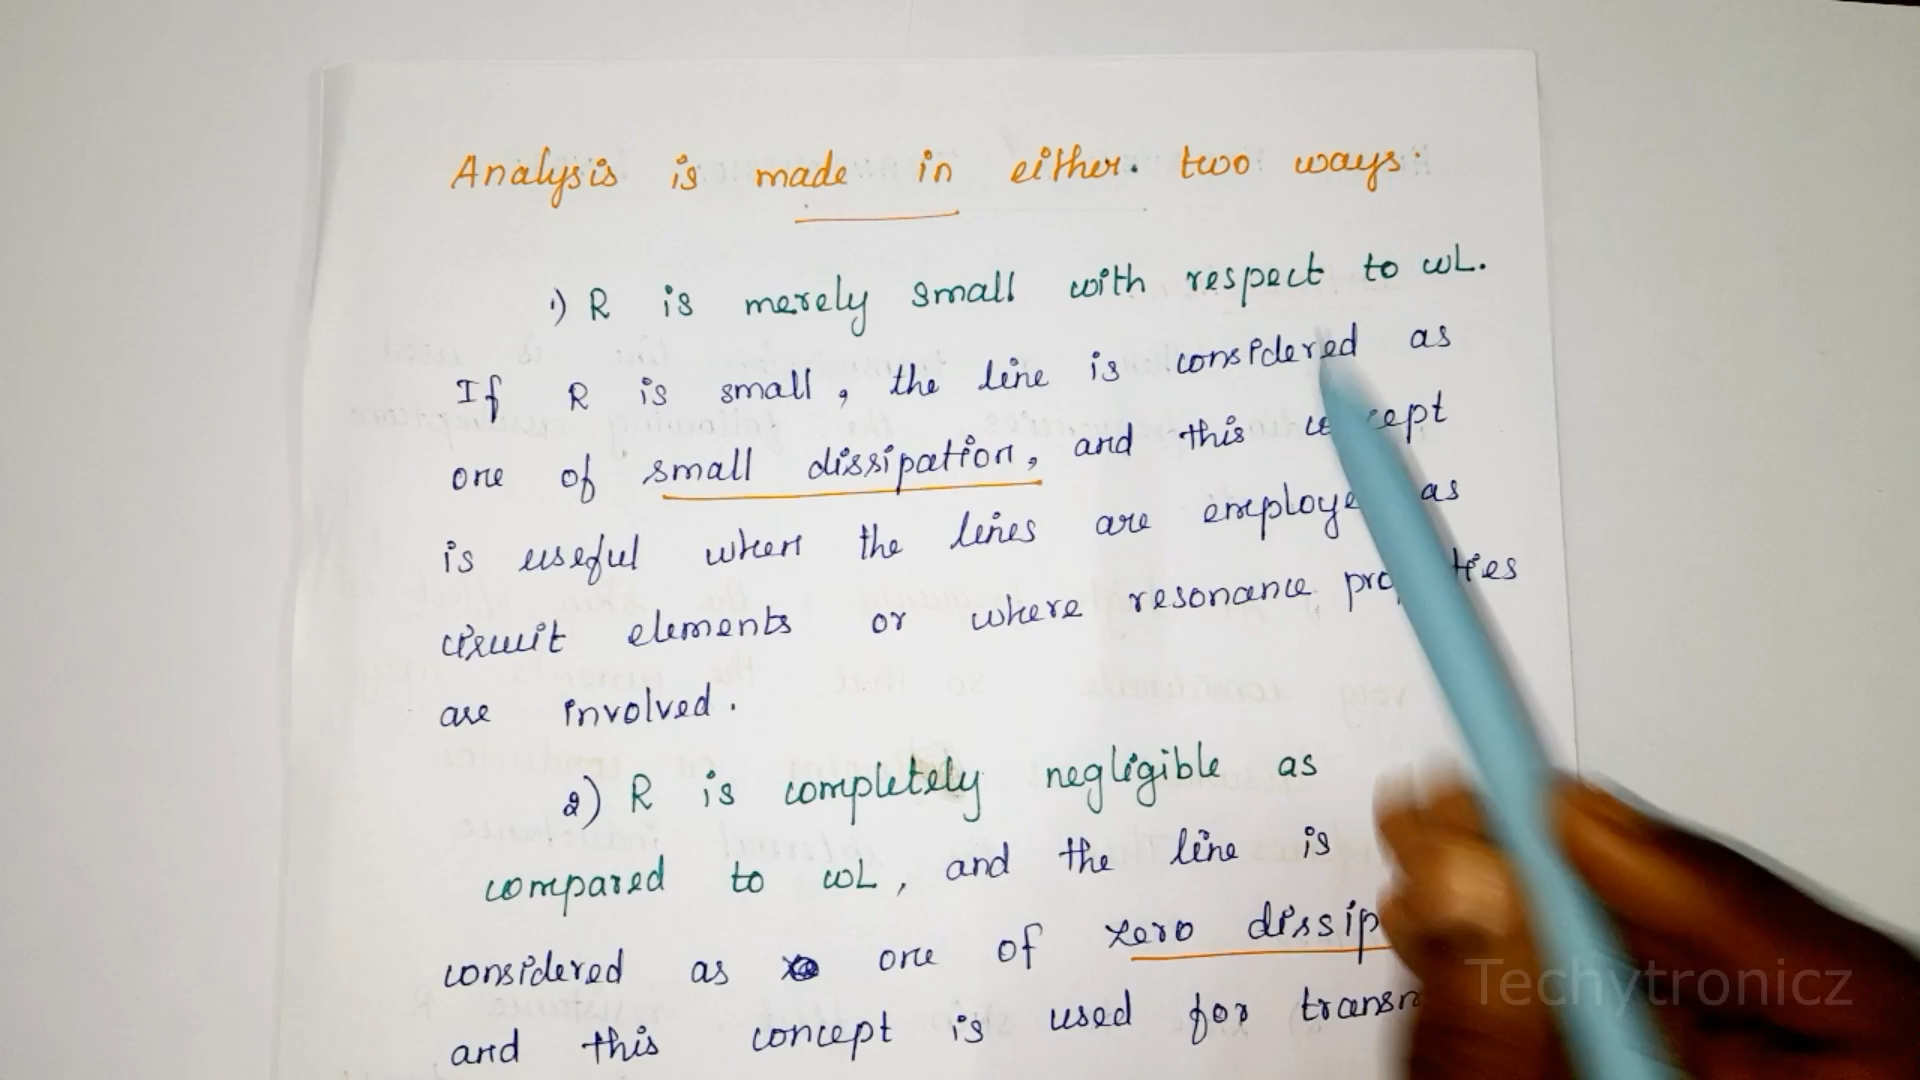 Analysis is made in either two ways:
1) R is merely small with respect to ωL.
If R is small, the line is considered as
one of small dissipation, and this
is useful when the lines are as
circuit elements or where resonance
are involved.
2) R is completely negligible as
compared to ωL, and the line is
considered as one of zero
and this concept is used for
Techytronicz